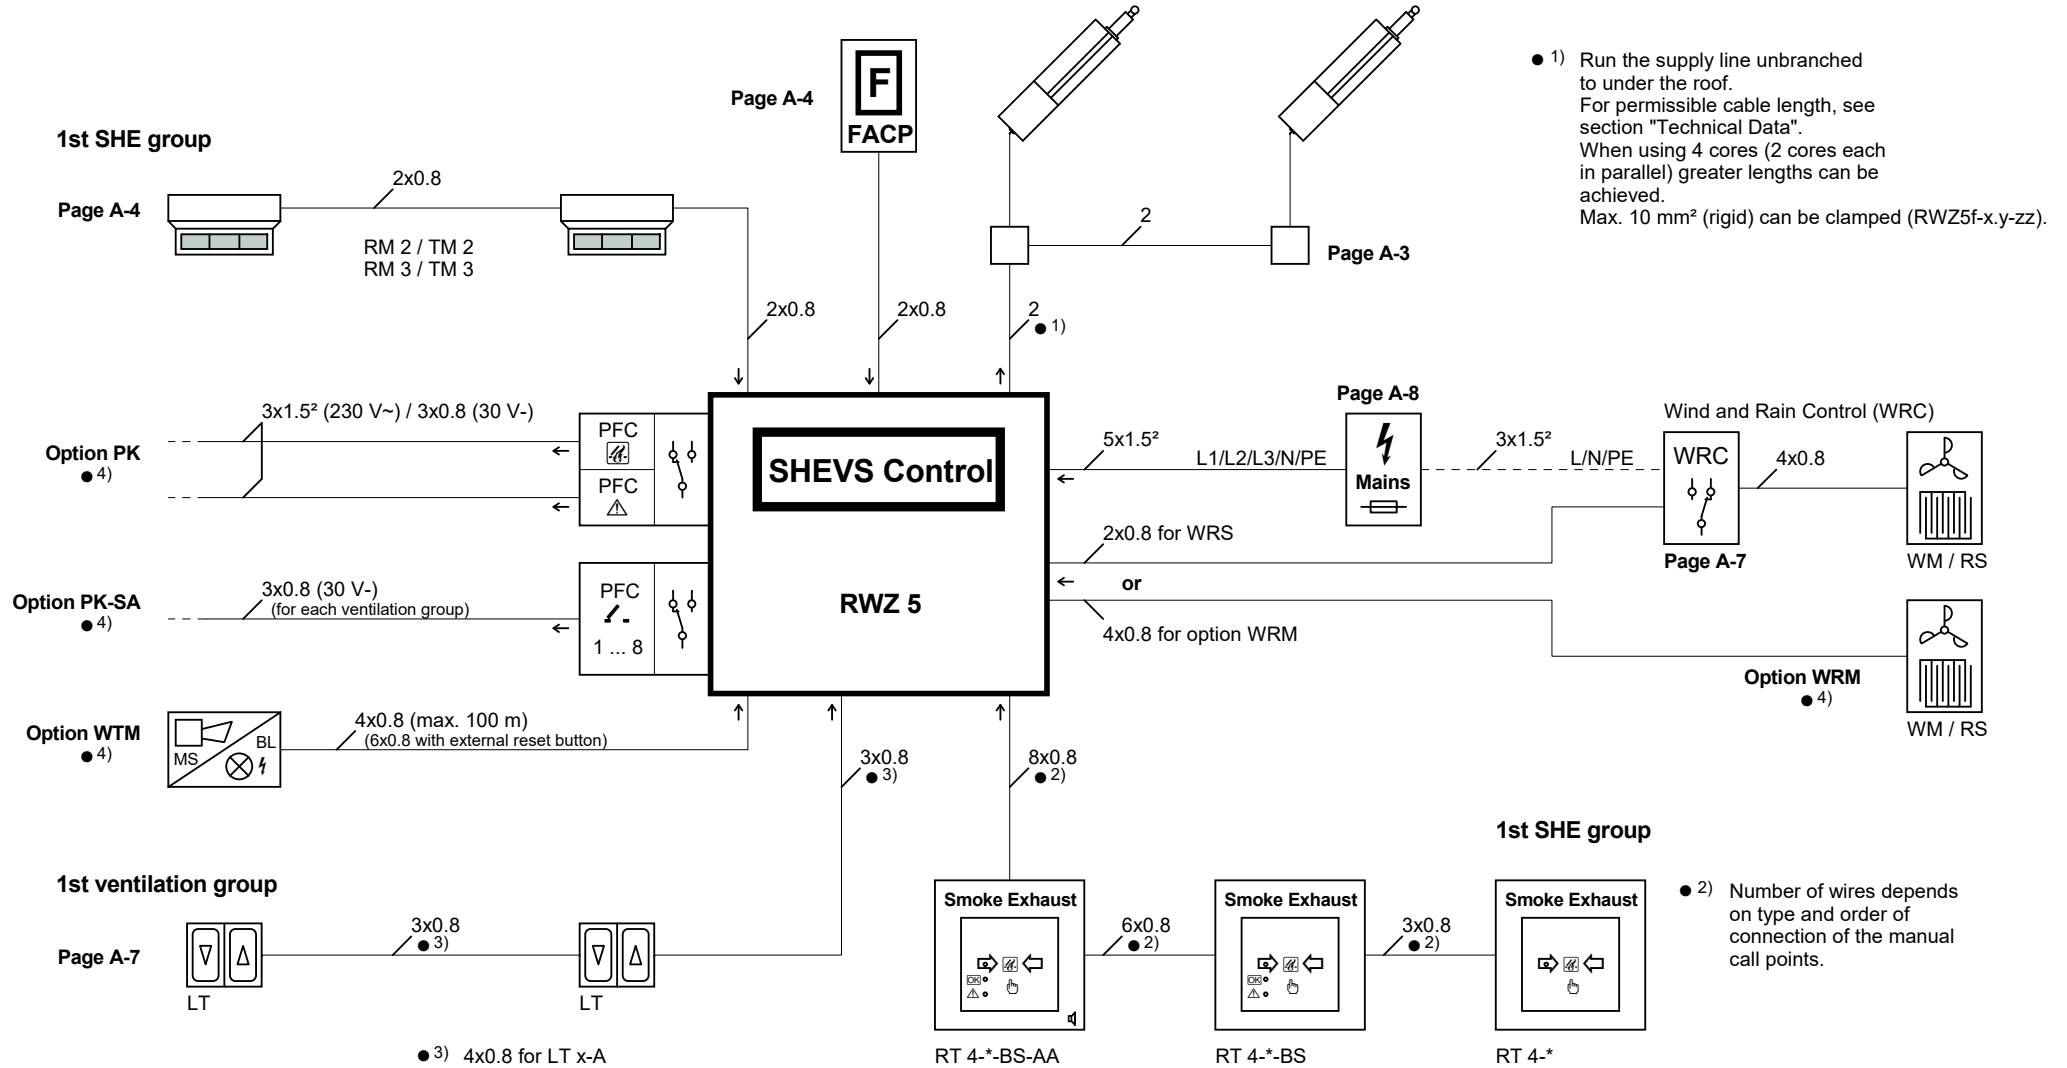 Page A-4
F
FACP
● 1) Run the supply line unbranched
to under the roof.
For permissible cable length, see
section "Technical Data".
When using 4 cores (2 cores each
in parallel) greater lengths can be
achieved.
Max. 10 mm² (rigid) can be clamped (RWZ5f-x.y-zz).
1st SHE group
Page A-4
2x0.8
RM 2 / TM 2
RM 3 / TM 3
2
Page A-3
2x0.8
2x0.8
2
● 1)
Option PK
● 4)
3x1.5² (230 V~) / 3x0.8 (30 V-)
PFC
PFC
SHEVS Control
RWZ 5
5x1.5²
L1/L2/L3/N/PE
Page A-8
Mains
3x1.5²
L/N/PE
Wind and Rain Control (WRC)
WRC
Page A-7
4x0.8
WM / RS
2x0.8 for WRS
or
4x0.8 for option WRM
Option WRM
● 4)
WM / RS
Option PK-SA
● 4)
3x0.8 (30 V-)
(for each ventilation group)
PFC
1 ... 8
Option WTM
● 4)
MS
BL
4x0.8 (max. 100 m)
(6x0.8 with external reset button)
3x0.8
● 3)
8x0.8
● 2)
1st ventilation group
Page A-7
LT
3x0.8
● 3)
LT
● 3) 4x0.8 for LT x-A
1st SHE group
Smoke Exhaust
OK
RT 4-*-BS-AA
6x0.8
● 2)
Smoke Exhaust
OK
RT 4-*-BS
3x0.8
● 2)
Smoke Exhaust
RT 4-*
● 2) Number of wires depends
on type and order of
connection of the manual
call points.